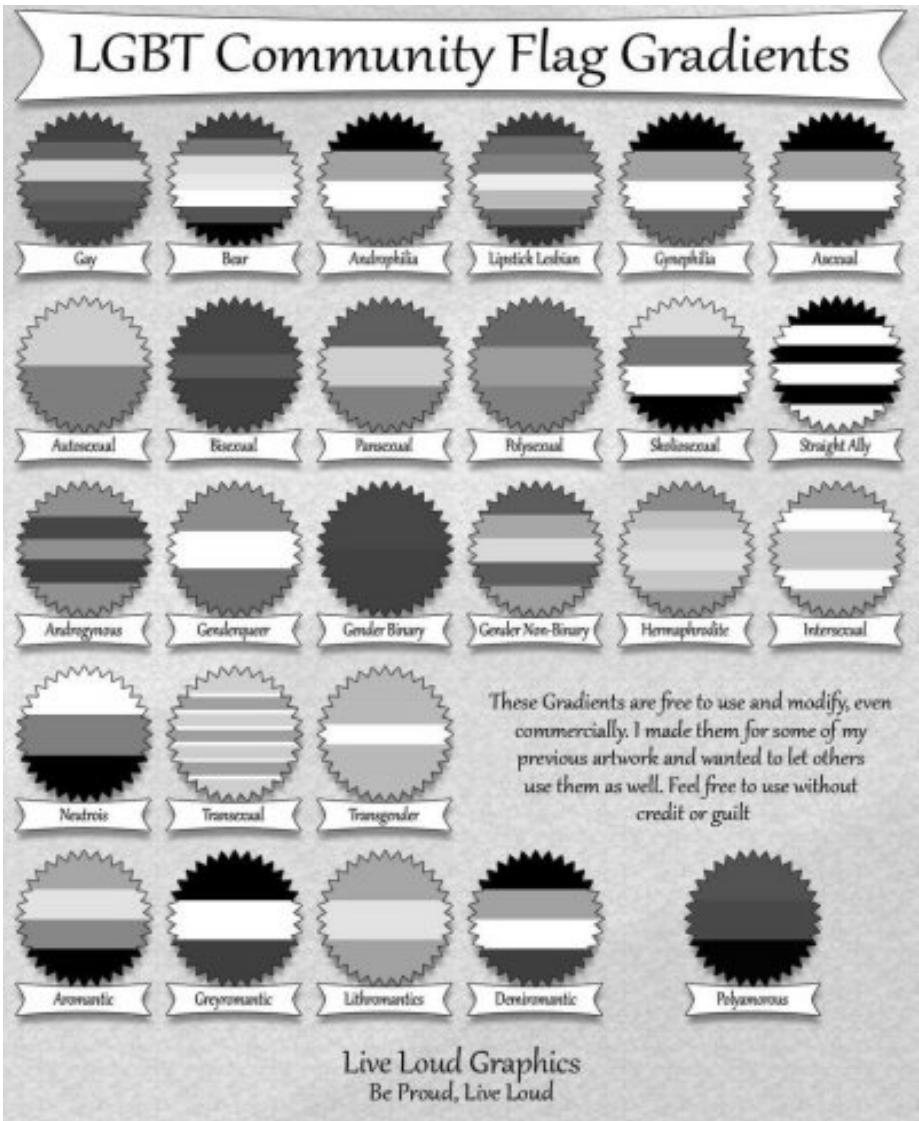 LGBT Community Flag Gradients
Gay
Bear
Androphilia
Lipstick Lesbian
Gynephilia
Asexual
Autosexual
Bisexual
Pansexual
Polysexual
Skoliosexual
Straight Ally
Androgynous
Genderqueer
Gender Binary
Gender Non-Binary
Hermaphrodite
Intersexual
Neutrois
Transexual
Transgender
These Gradients are free to use and modify, even
commercially. I made them for some of my
previous artwork and wanted to let others
use them as well. Feel free to use without
credit or guilt
Aromantic
Greyromantic
Lithromantics
Demiromantic
Polyamorous
Live Loud Graphics
Be Proud, Live Loud